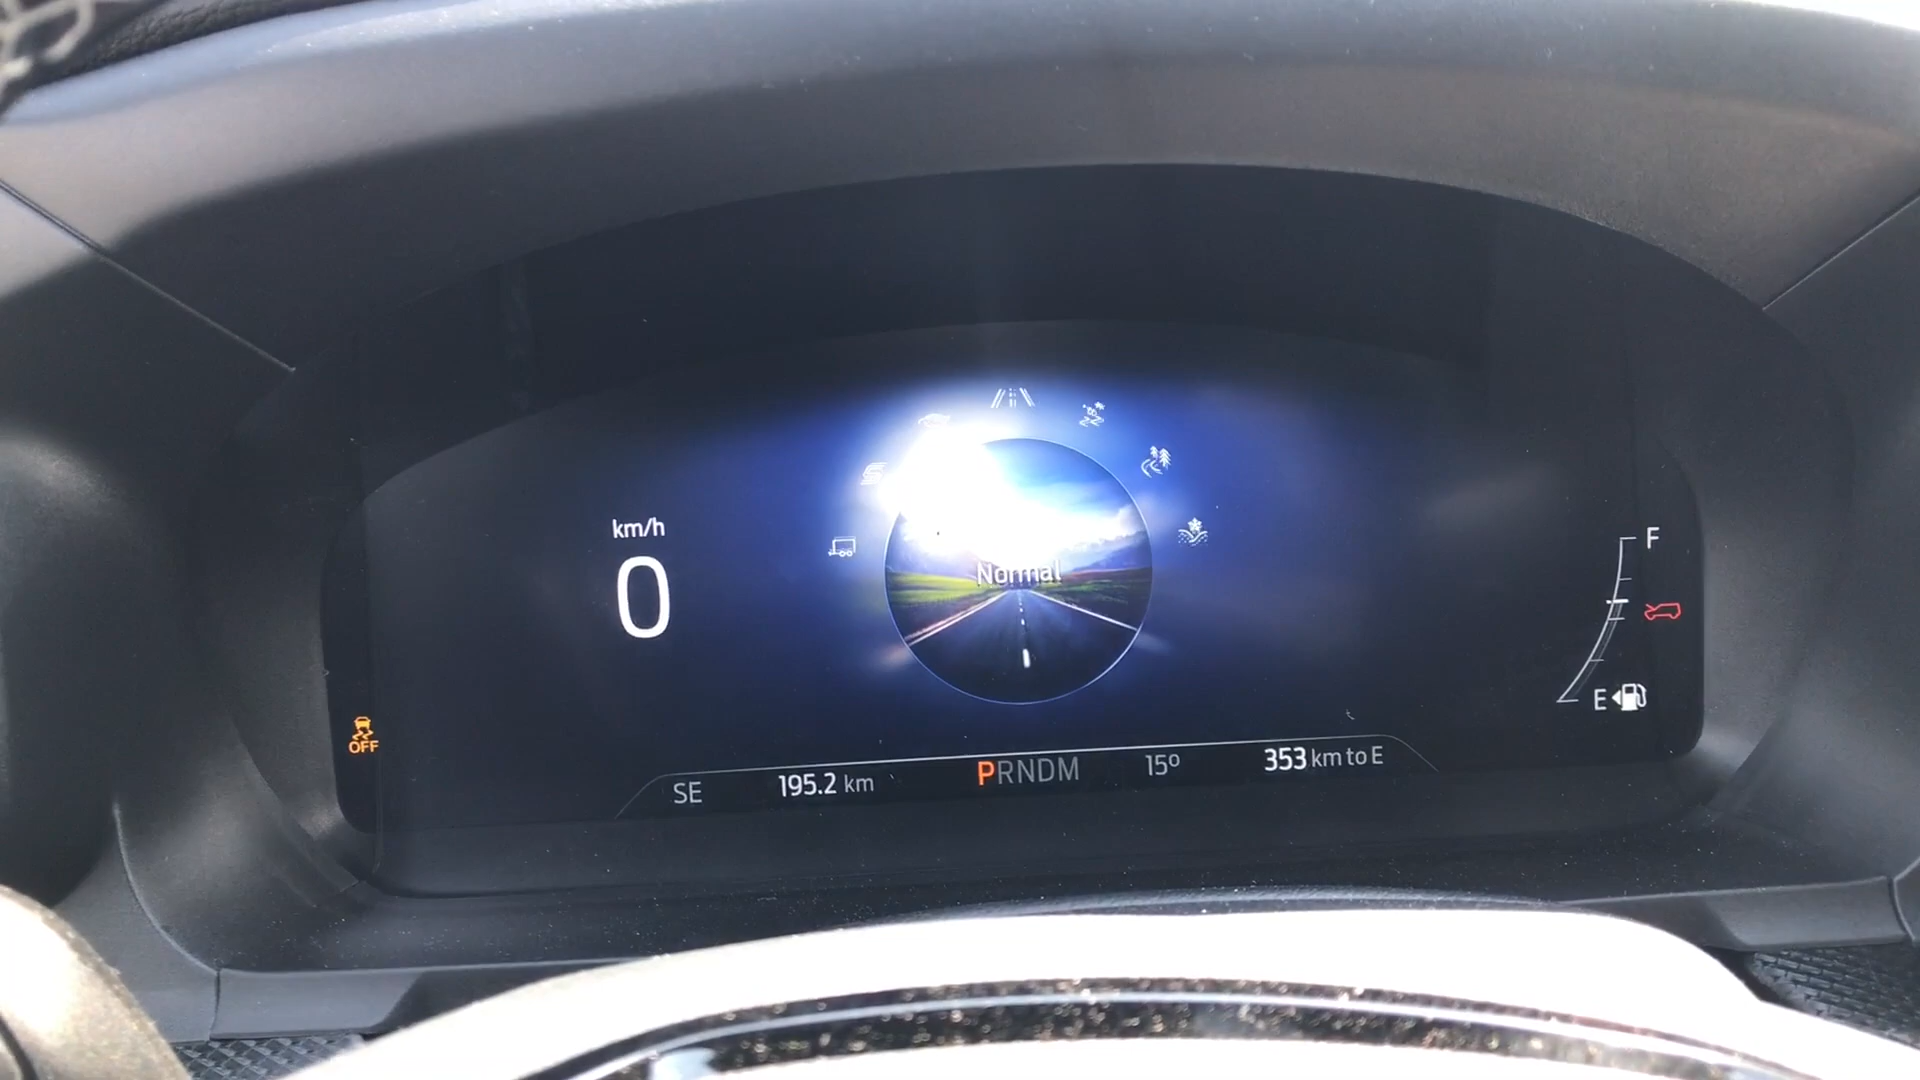 km/h
0
Normal
F
E
OFF
SE 195.2 km PRNDM 15º 353 km to E